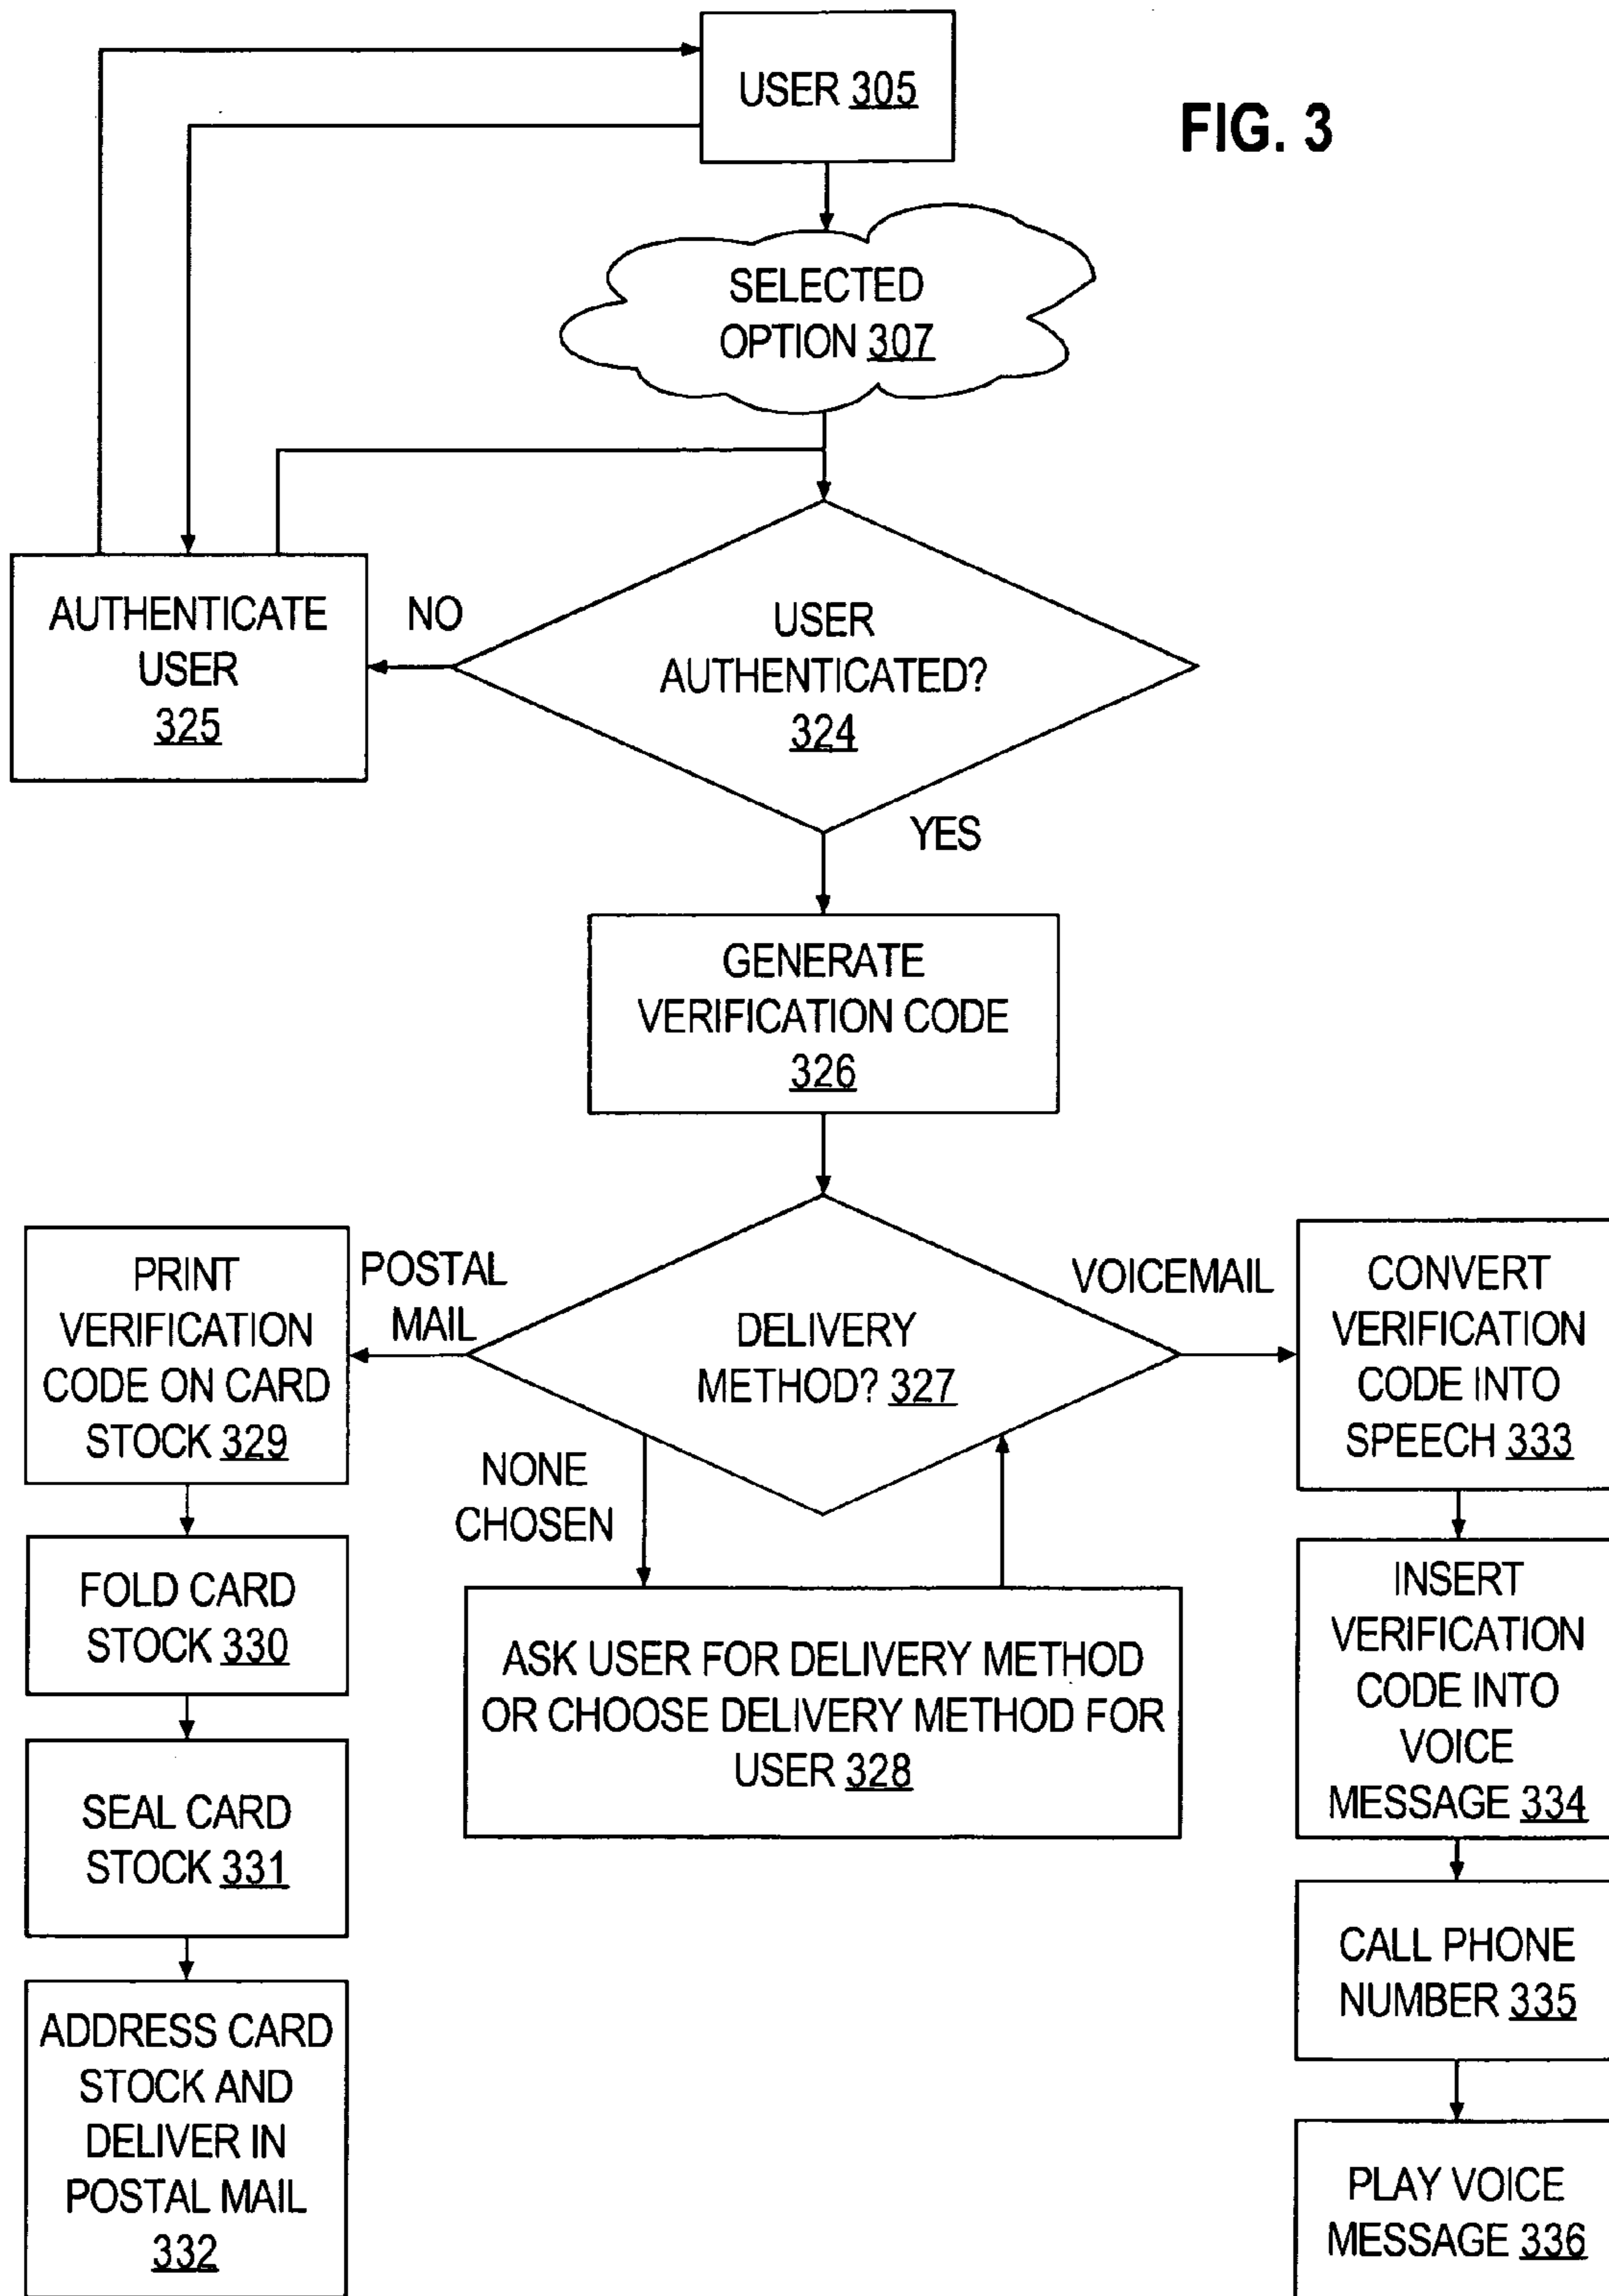 USER 305
FIG. 3
SELECTED
OPTION 307
AUTHENTICATE
USER
325
NO
USER
AUTHENTICATED?
324
YES
GENERATE
VERIFICATION CODE
326
PRINT
VERIFICATION
CODE ON CARD
STOCK 329
POSTAL
MAIL
DELIVERY
METHOD? 327
VOICEMAIL
CONVERT
VERIFICATION
CODE INTO
SPEECH 333
NONE
CHOSEN
FOLD CARD
STOCK 330
ASK USER FOR DELIVERY METHOD
OR CHOOSE DELIVERY METHOD FOR
USER 328
INSERT
VERIFICATION
CODE INTO
VOICE
MESSAGE 334
SEAL CARD
STOCK 331
CALL PHONE
NUMBER 335
ADDRESS CARD
STOCK AND
DELIVER IN
POSTAL MAIL
332
PLAY VOICE
MESSAGE 336